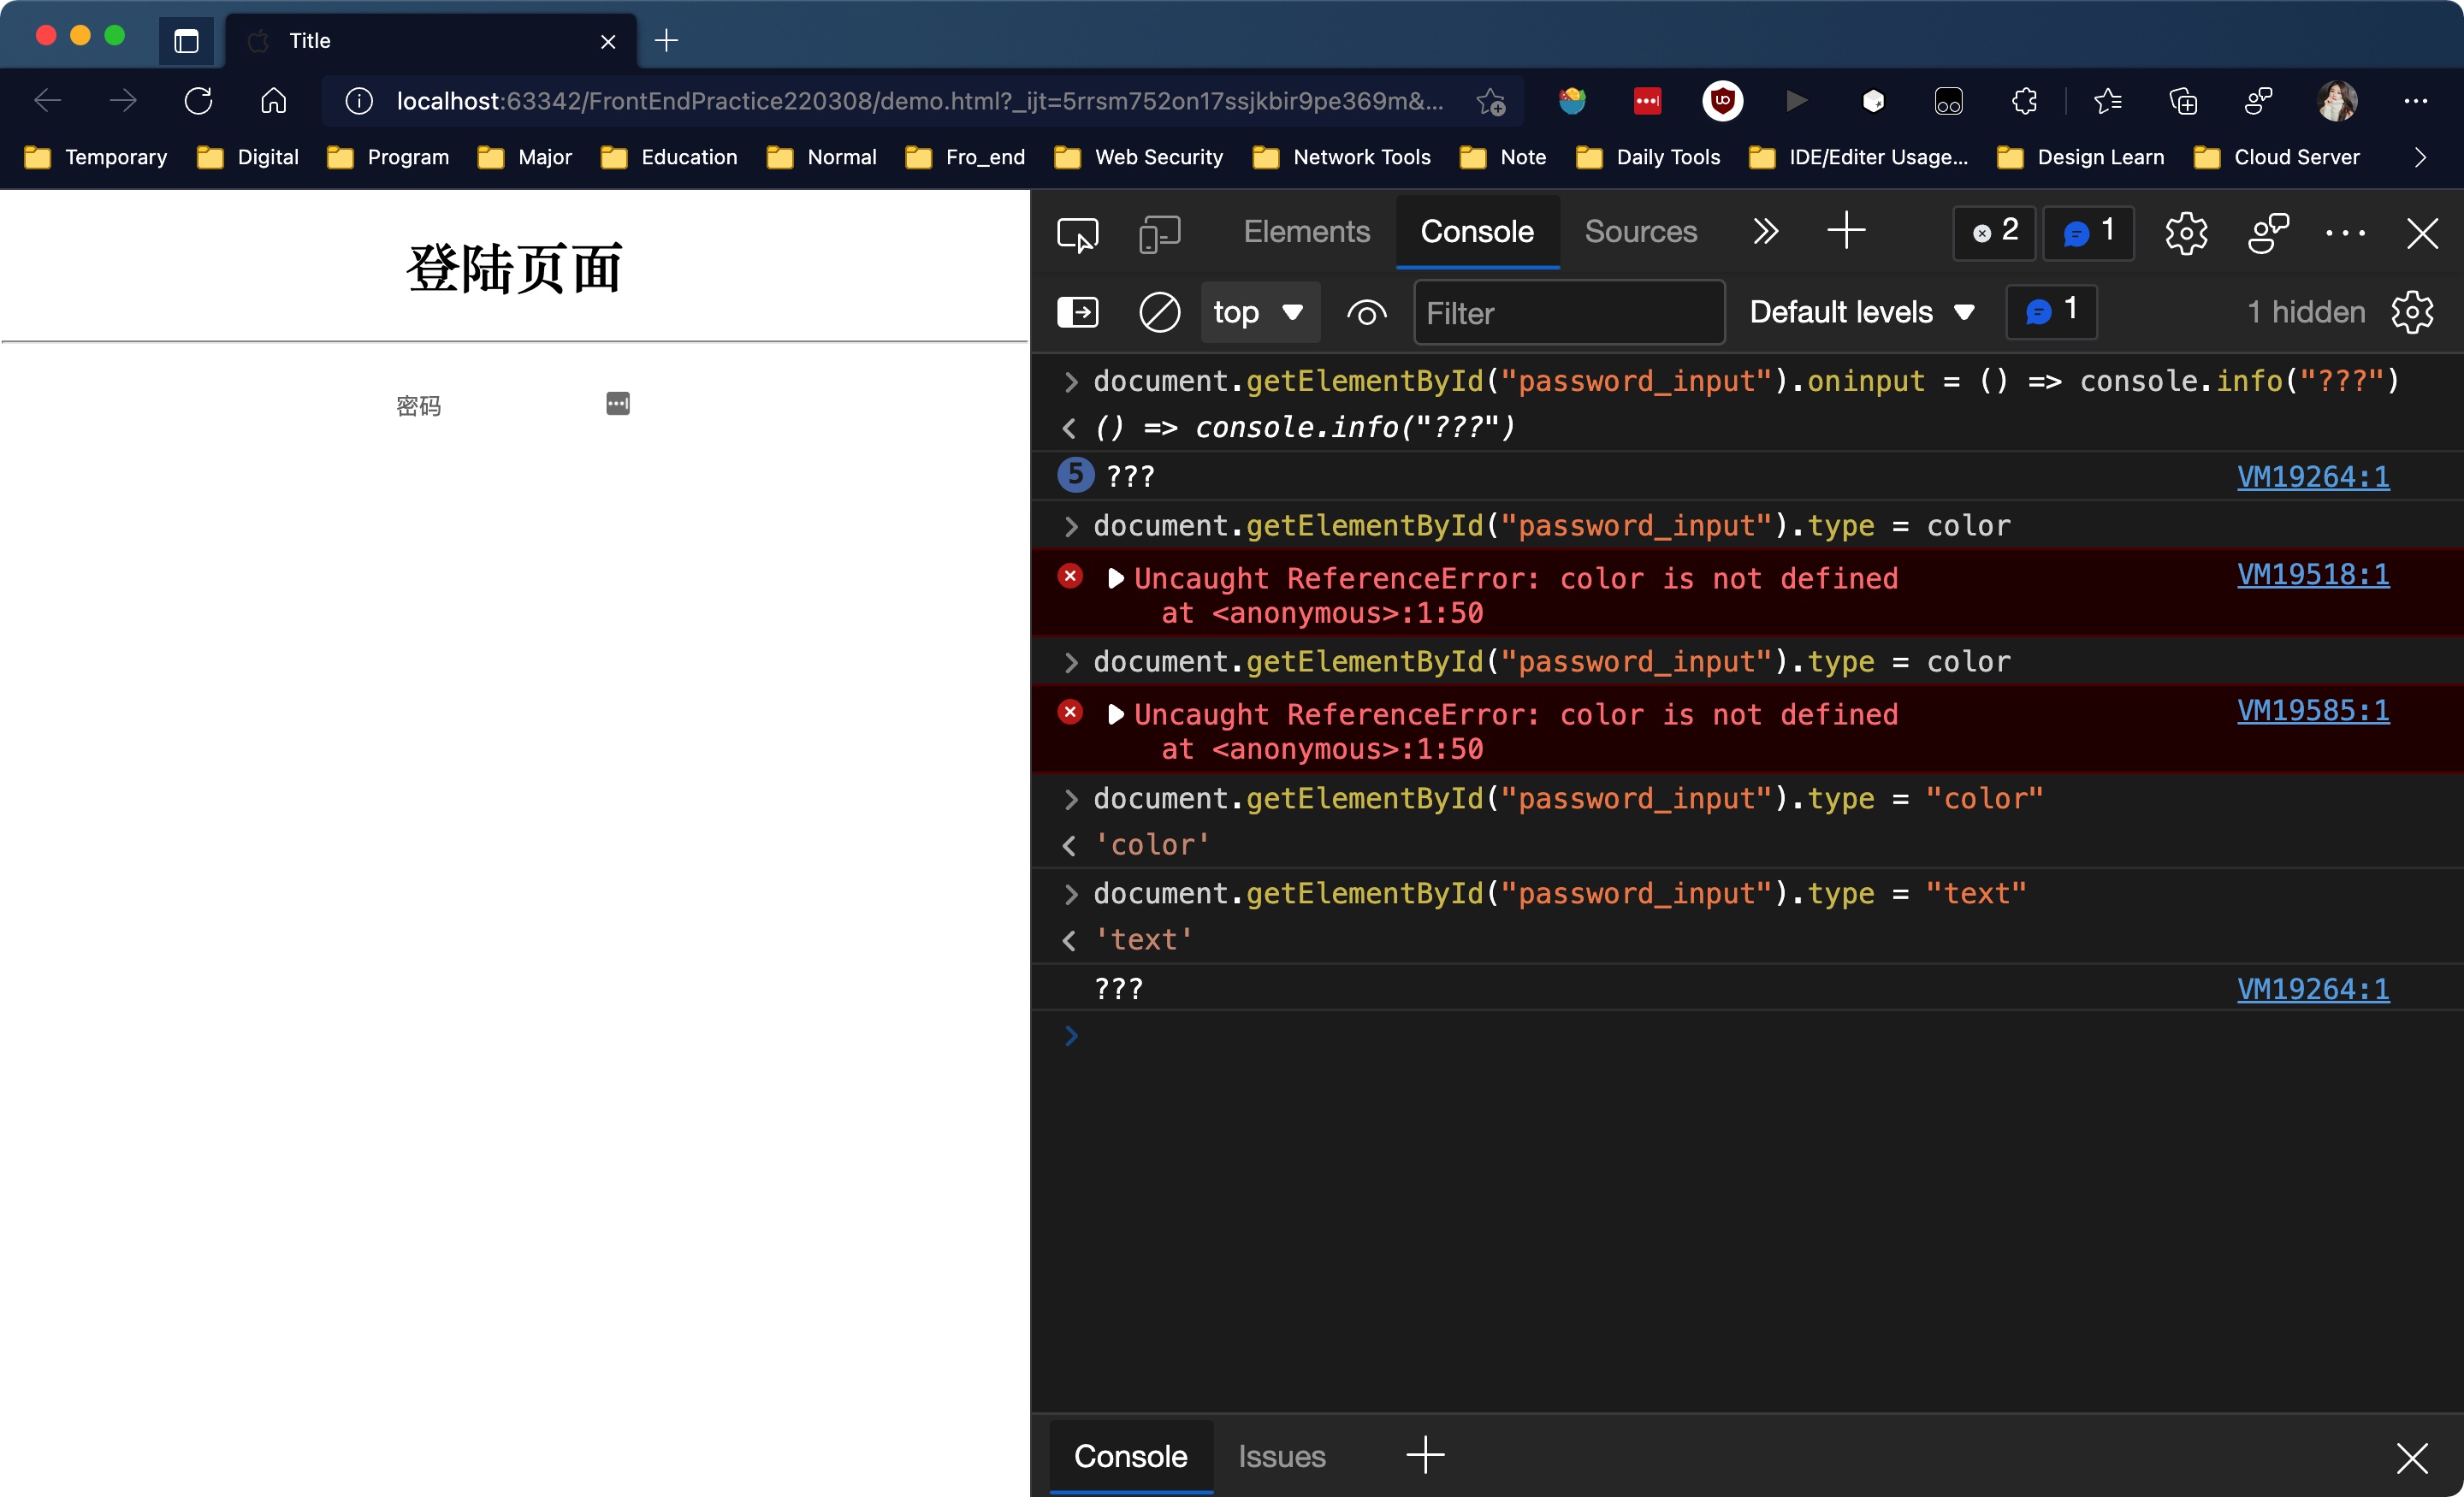 Title
localhost:63342/FrontEndPractice220308/demo.html?_ijt=5rrsm752on17ssjkbir9pe369m&...
Temporary Digital Program Major Education Normal Fro_end Web Security Network Tools Note Daily Tools IDE/Editer Usage... Design Learn Cloud Server
登陆页面
密码
Elements Console Sources 2 1
top Filter Default levels 1 1 hidden
document.getElementById("password_input").oninput = () => console.info("???")
() => console.info("???")
5 ??? VM19264:1
document.getElementById("password_input").type = color
Uncaught ReferenceError: color is not defined VM19518:1
at <anonymous>:1:50
document.getElementById("password_input").type = color
Uncaught ReferenceError: color is not defined VM19585:1
at <anonymous>:1:50
document.getElementById("password_input").type = "color"
'color'
document.getElementById("password_input").type = "text"
'text'
??? VM19264:1
Console Issues